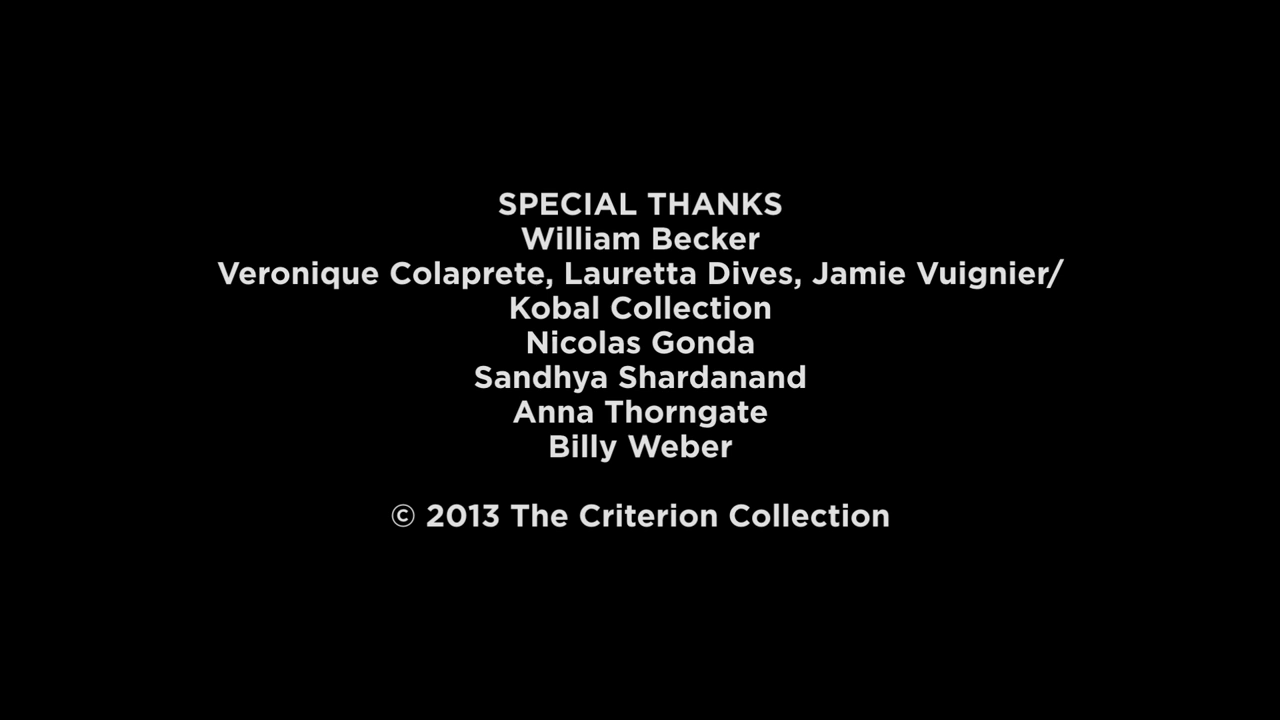 SPECIAL THANKS
William Becker
Veronique Colaprete, Lauretta Dives, Jamie Vuignier/
Kobal Collection
Nicolas Gonda
Sandhya Shardanand
Anna Thorngate
Billy Weber
© 2013 The Criterion Collection